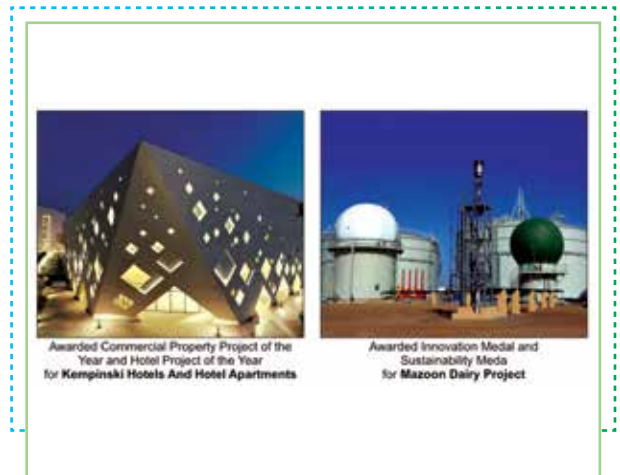 Awarded Commercial Property Project of the
Year and Hotel Project of the Year
for Kempinski Hotels And Hotel Apartments
Awarded Innovation Medal and
Sustainability Meda
for Mazoon Dairy Project